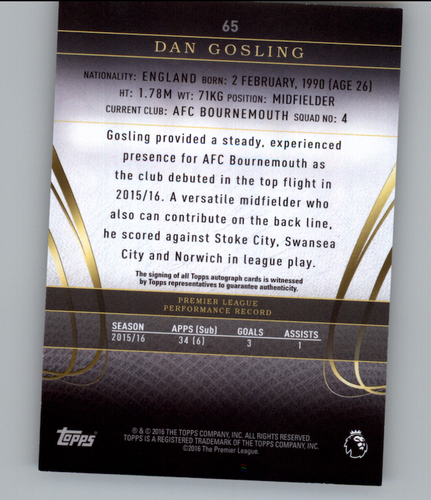 65
DAN GOSLING
NATIONALITY: ENGLAND BORN: 2 FEBRUARY, 1990 (AGE 26)
HT: 1.78M WT: 71KG POSITION: MIDFIELDER
CURRENT CLUB: AFC BOURNEMOUTH SQUAD NO: 4
Gosling provided a steady, experienced
presence for AFC Bournemouth as
the club debuted in the top flight in
2015/16. A versatile midfielder who
also can contribute on the back line,
he scored against Stoke City, Swansea
City and Norwich in league play.
The signing of all Topps autograph cards is witnessed
by Topps representatives to guarantee authenticity.
PREMIER LEAGUE
PERFORMANCE RECORD
SEASON APPS (Sub) GOALS ASSISTS
2015/16 34 (6) 3 1
topps
® & © 2016 THE TOPPS COMPANY, INC. ALL RIGHTS RESERVED.
TOPPS IS A REGISTERED TRADEMARK OF THE TOPPS COMPANY, INC.
©2016 The Premier League.